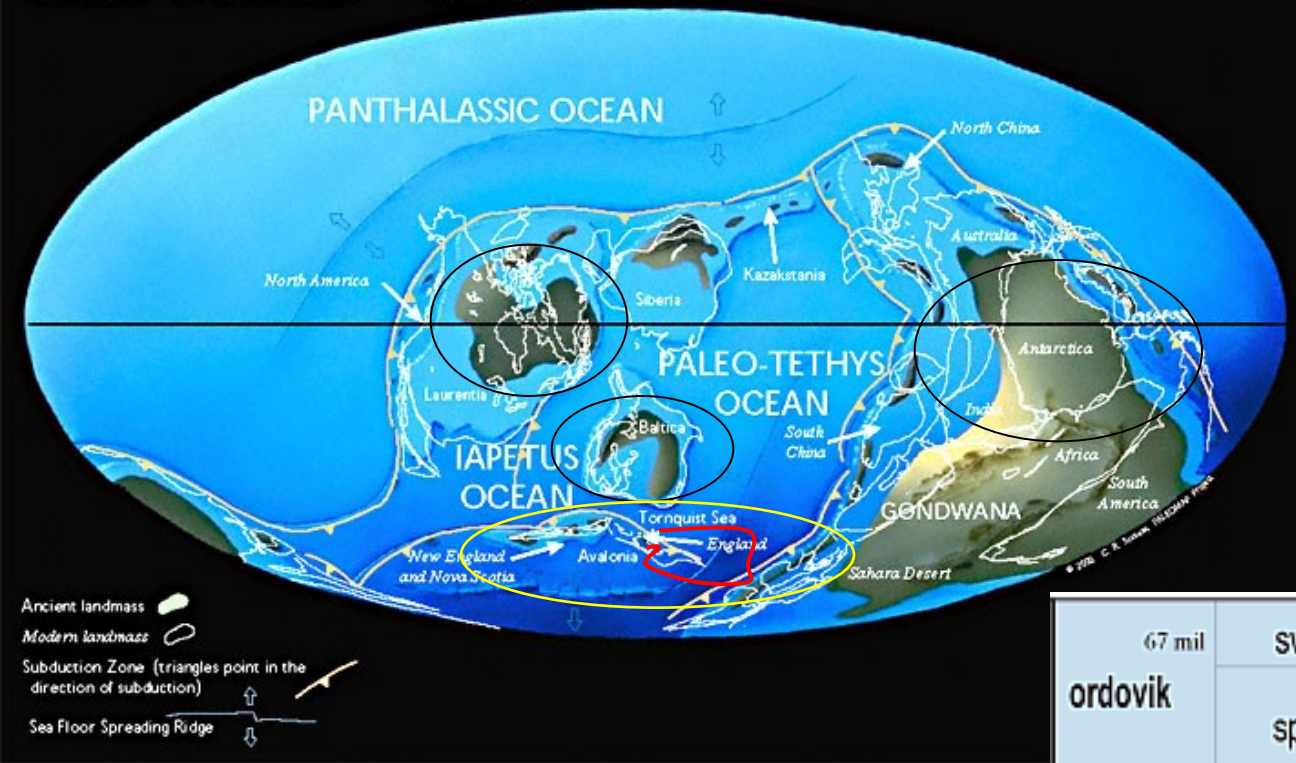 PANTHALASSIC OCEAN
North China
Australia
North America
Kazakstania
Siberia
Antarctica
PALEO-TETHYS
OCEAN
Laurentia
India
Baltica
South
China
Africa
IAPETUS
OCEAN
South
America
GONDWANA
Tornquist Sea
England
New England
and Nova Scotia
Avalonia
Sahara Desert
Ancient landmass
Modern landmass
Subduction Zone (triangles point in the
direction of subduction)
Sea Floor Spreading Ridge
67 mil
ordovik